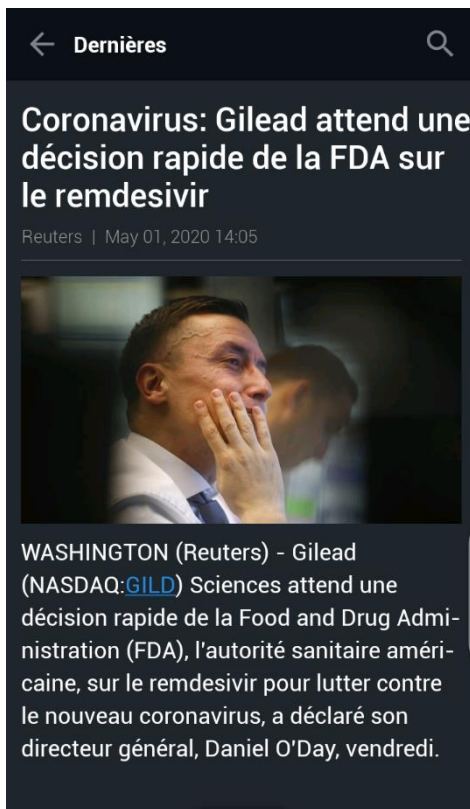 Dernières
Coronavirus: Gilead attend une
décision rapide de la FDA sur
le remdesivir
Reuters | May 01, 2020 14:05
WASHINGTON (Reuters) - Gilead
(NASDAQ:GILD) Sciences attend une
décision rapide de la Food and Drug Admi-
nistration (FDA), l'autorité sanitaire améri-
caine, sur le remdesivir pour lutter contre
le nouveau coronavirus, a déclaré son
directeur général, Daniel O'Day, vendredi.